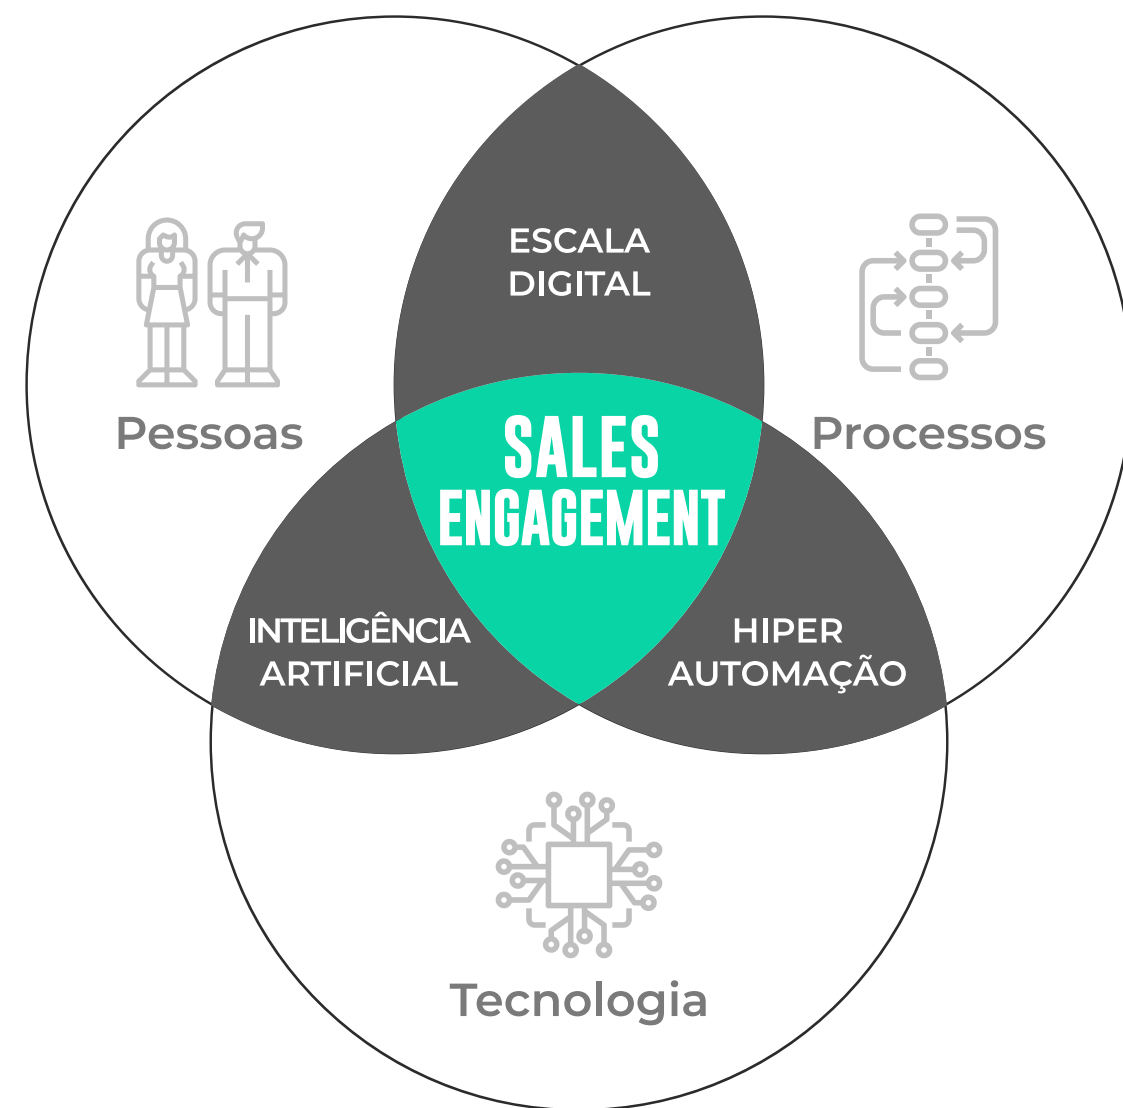 ESCALA
DIGITAL
Pessoas
Processos
SALES
ENGAGEMENT
INTELIGÊNCIA
ARTIFICIAL
HIPER
AUTOMAÇÃO
Tecnologia